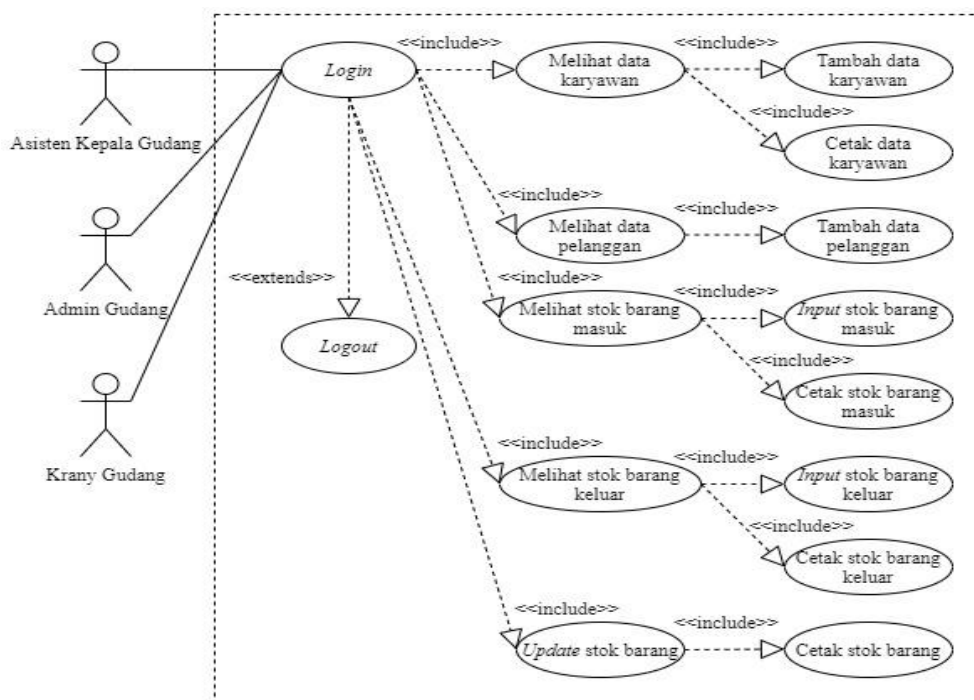 <<include>>
<<include>>
Login
Melihat data
karyawan
Tambah data
karyawan
<<include>>
Asisten Kepala Gudang
Cetak data
karyawan
<<include>>
<<include>>
Melihat data
pelanggan
Tambah data
pelanggan
<<extends>>
<<include>>
<<include>>
Admin Gudang
Melihat stok barang
masuk
Input stok barang
masuk
Logout
<<include>>
Cetak stok barang
masuk
<<include>>
<<include>>
Krany Gudang
Melihat stok barang
keluar
Input stok barang
keluar
<<include>>
Cetak stok barang
keluar
<<include>>
<<include>>
Update stok barang
Cetak stok barang